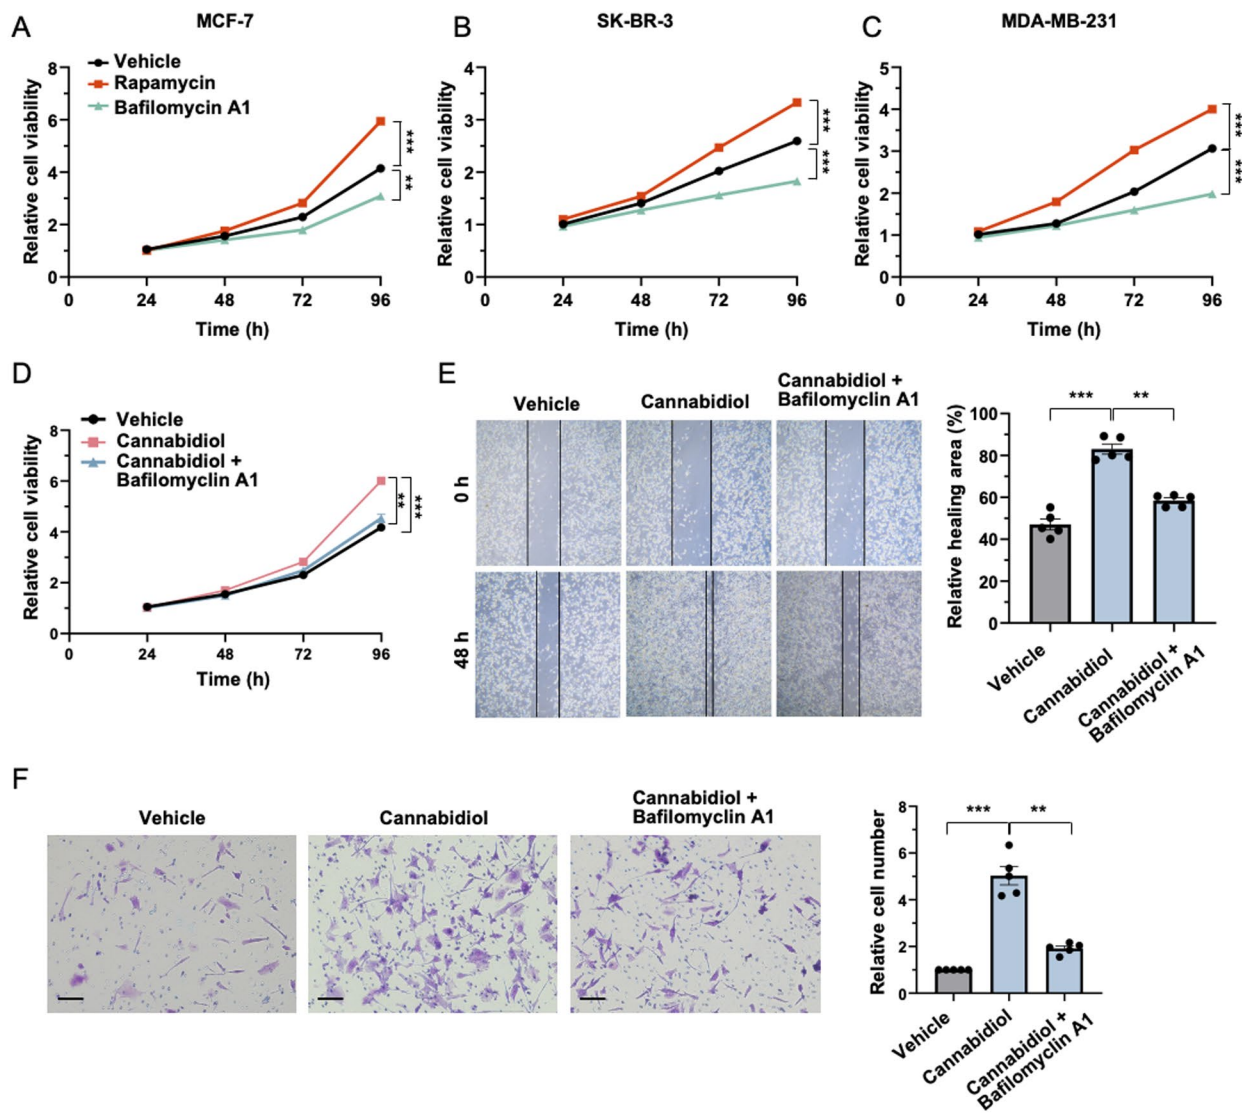 A
MCF-7
Vehicle
Rapamycin
Bafilomycin A1
Relative cell viability
8
6
4
2
0
0 24 48 72 96
Time (h)
***
**
B
SK-BR-3
Relative cell viability
4
3
2
1
0
0 24 48 72 96
Time (h)
***
***
C
MDA-MB-231
Relative cell viability
5
4
3
2
1
0
0 24 48 72 96
Time (h)
***
***
D
Vehicle
Cannabidiol
Cannabidiol +
Bafilomyclin A1
Relative cell viability
8
6
4
2
0
0 24 48 72 96
Time (h)
**
***
E
Vehicle
Cannabidiol
Cannabidiol +
Bafilomyclin A1
0 h
48 h
Relative healing area (%)
100
80
60
40
20
0
***
**
Vehicle
Cannabidiol
Cannabidiol +
Bafilomyclin A1
F
Vehicle
Cannabidiol
Cannabidiol +
Bafilomyclin A1
Relative cell number
8
6
4
2
0
***
**
Vehicle
Cannabidiol
Cannabidiol +
Bafilomyclin A1